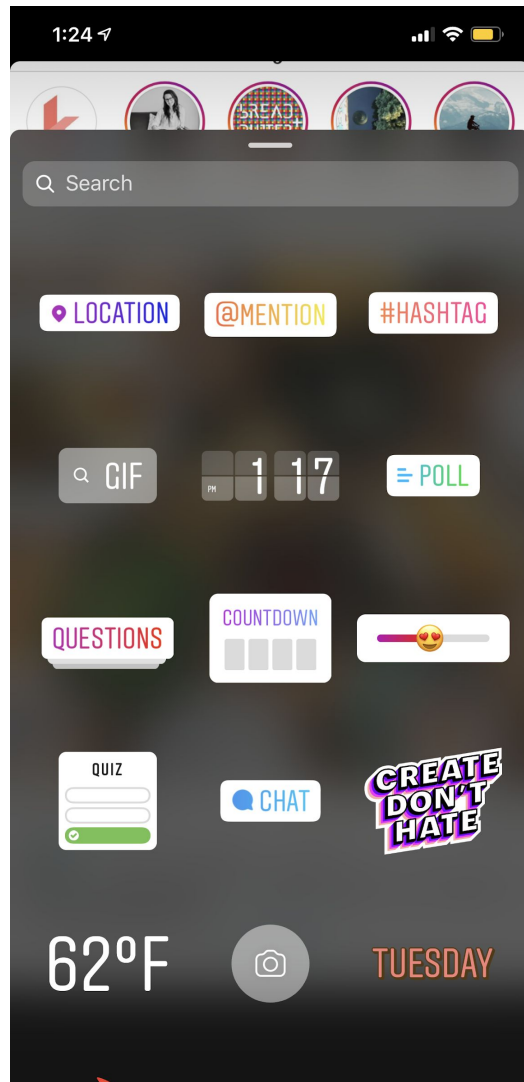 1:24
Search
LOCATION
@MENTION
#HASHTAG
GIF
PM
1 17
POLL
QUESTIONS
COUNTDOWN
QUIZ
CHAT
CREATE
DON'T
HATE
62ºF
TUESDAY